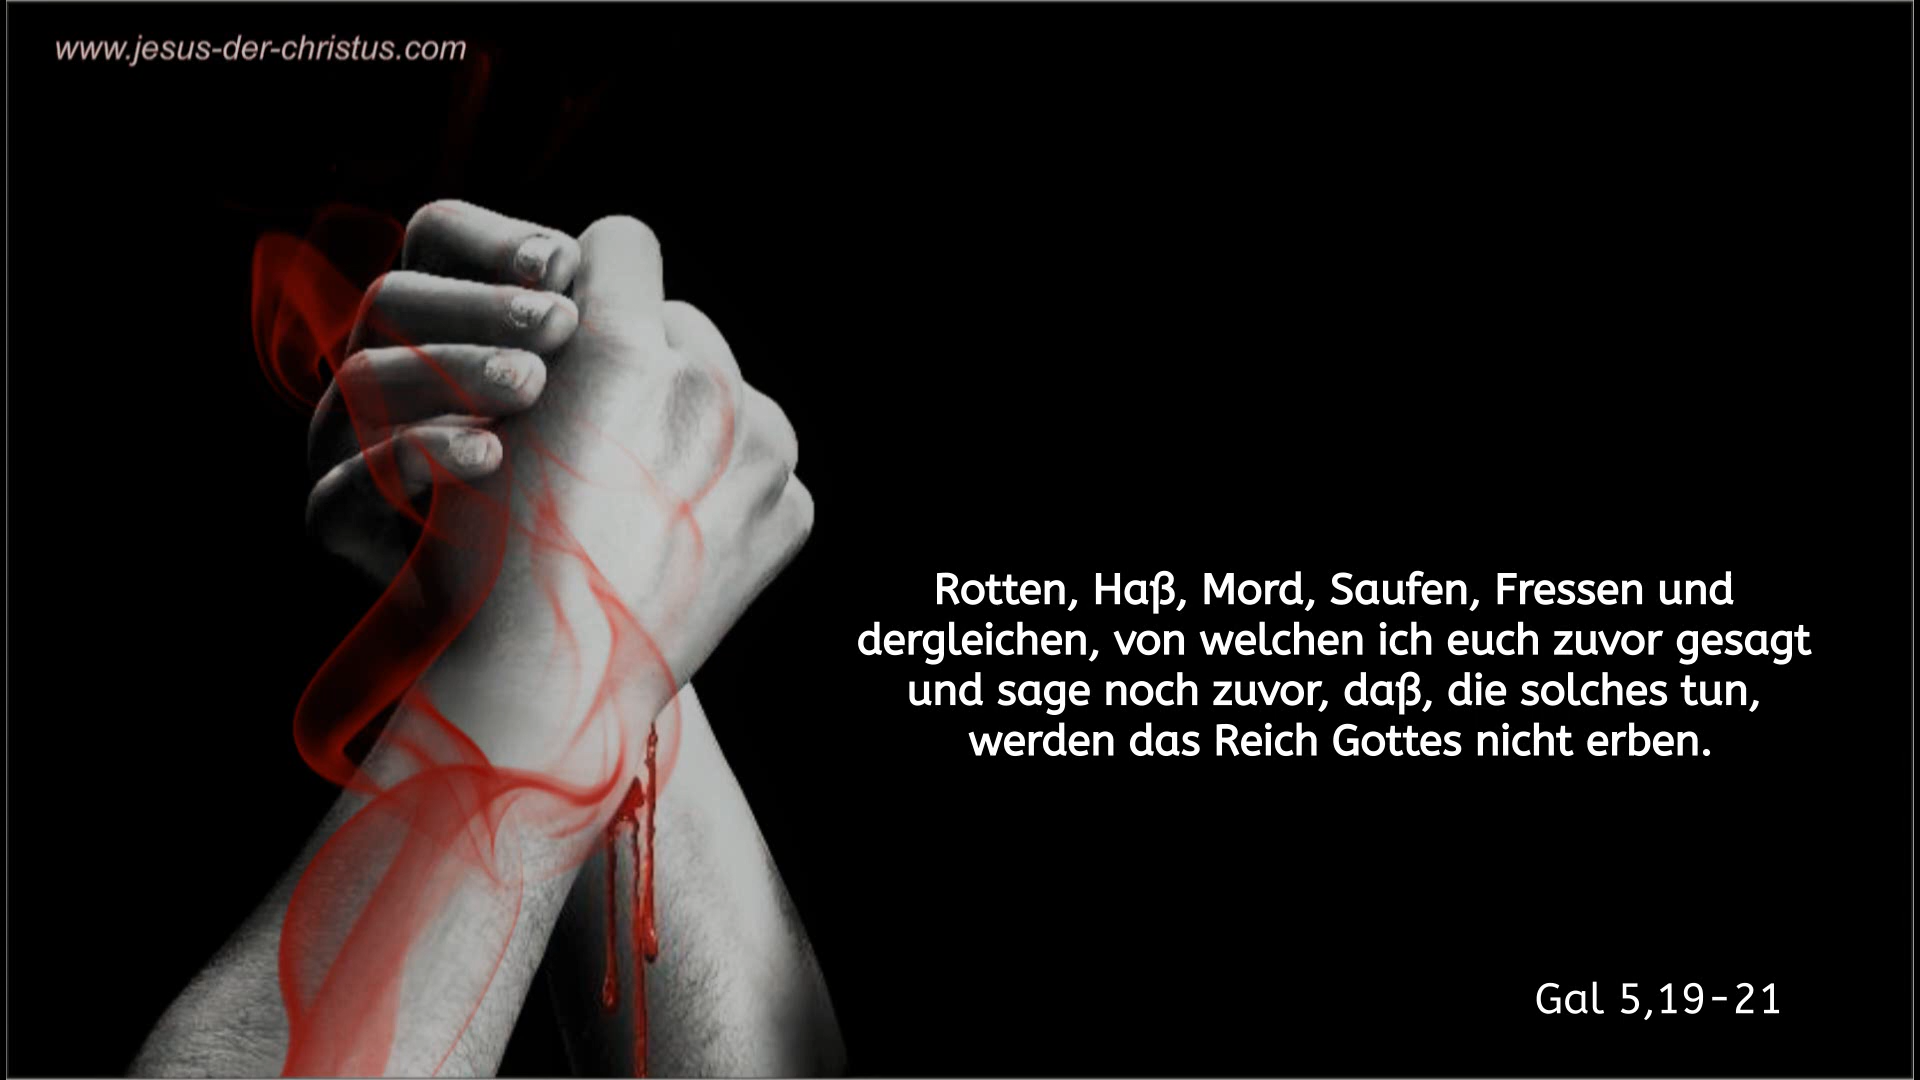 www.jesus-der-christus.com
Rotten, Haß, Mord, Saufen, Fressen und
dergleichen, von welchen ich euch zuvor gesagt
und sage noch zuvor, daß, die solches tun,
werden das Reich Gottes nicht erben.
Gal 5,19-21